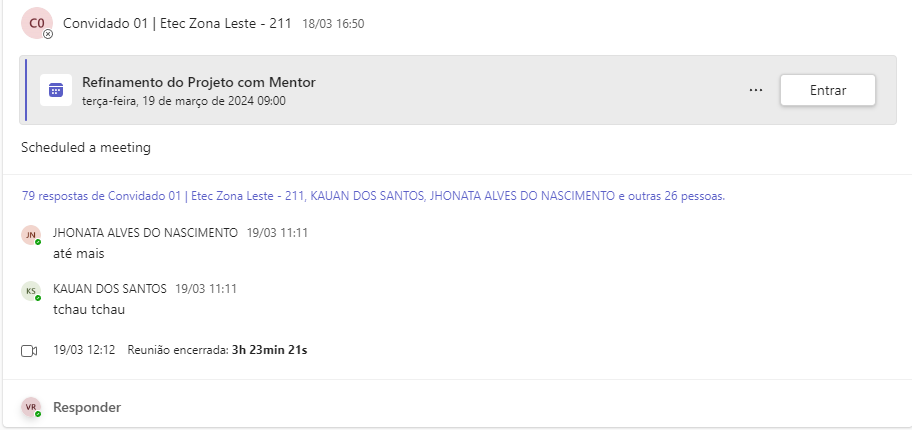 C0 Convidado 01 | Etec Zona Leste - 211 18/03 16:50
Refinamento do Projeto com Mentor
terça-feira, 19 de março de 2024 09:00
... Entrar
Scheduled a meeting
79 respostas de Convidado 01 | Etec Zona Leste - 211, KAUAN DOS SANTOS, JHONATA ALVES DO NASCIMENTO e outras 26 pessoas.
JN JHONATA ALVES DO NASCIMENTO 19/03 11:11
até mais
KS KAUAN DOS SANTOS 19/03 11:11
tchau tchau
19/03 12:12 Reunião encerrada: 3h 23min 21s
VR Responder